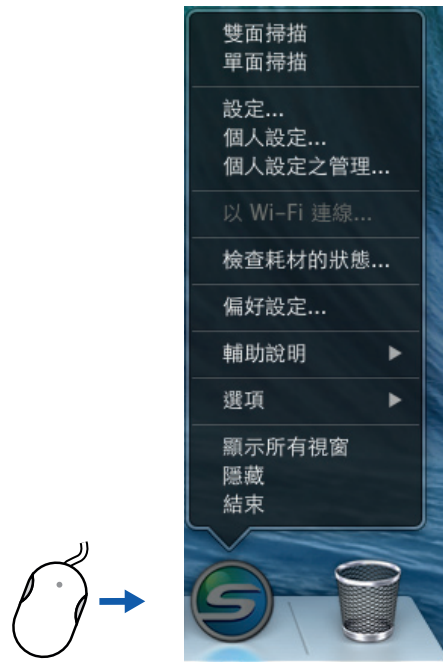 雙面掃描
單面掃描
設定...
個人設定...
個人設定之管理...
以 Wi-Fi 連線...
檢查耗材的狀態...
偏好設定...
輔助說明
選項
顯示所有視窗
隱藏
結束